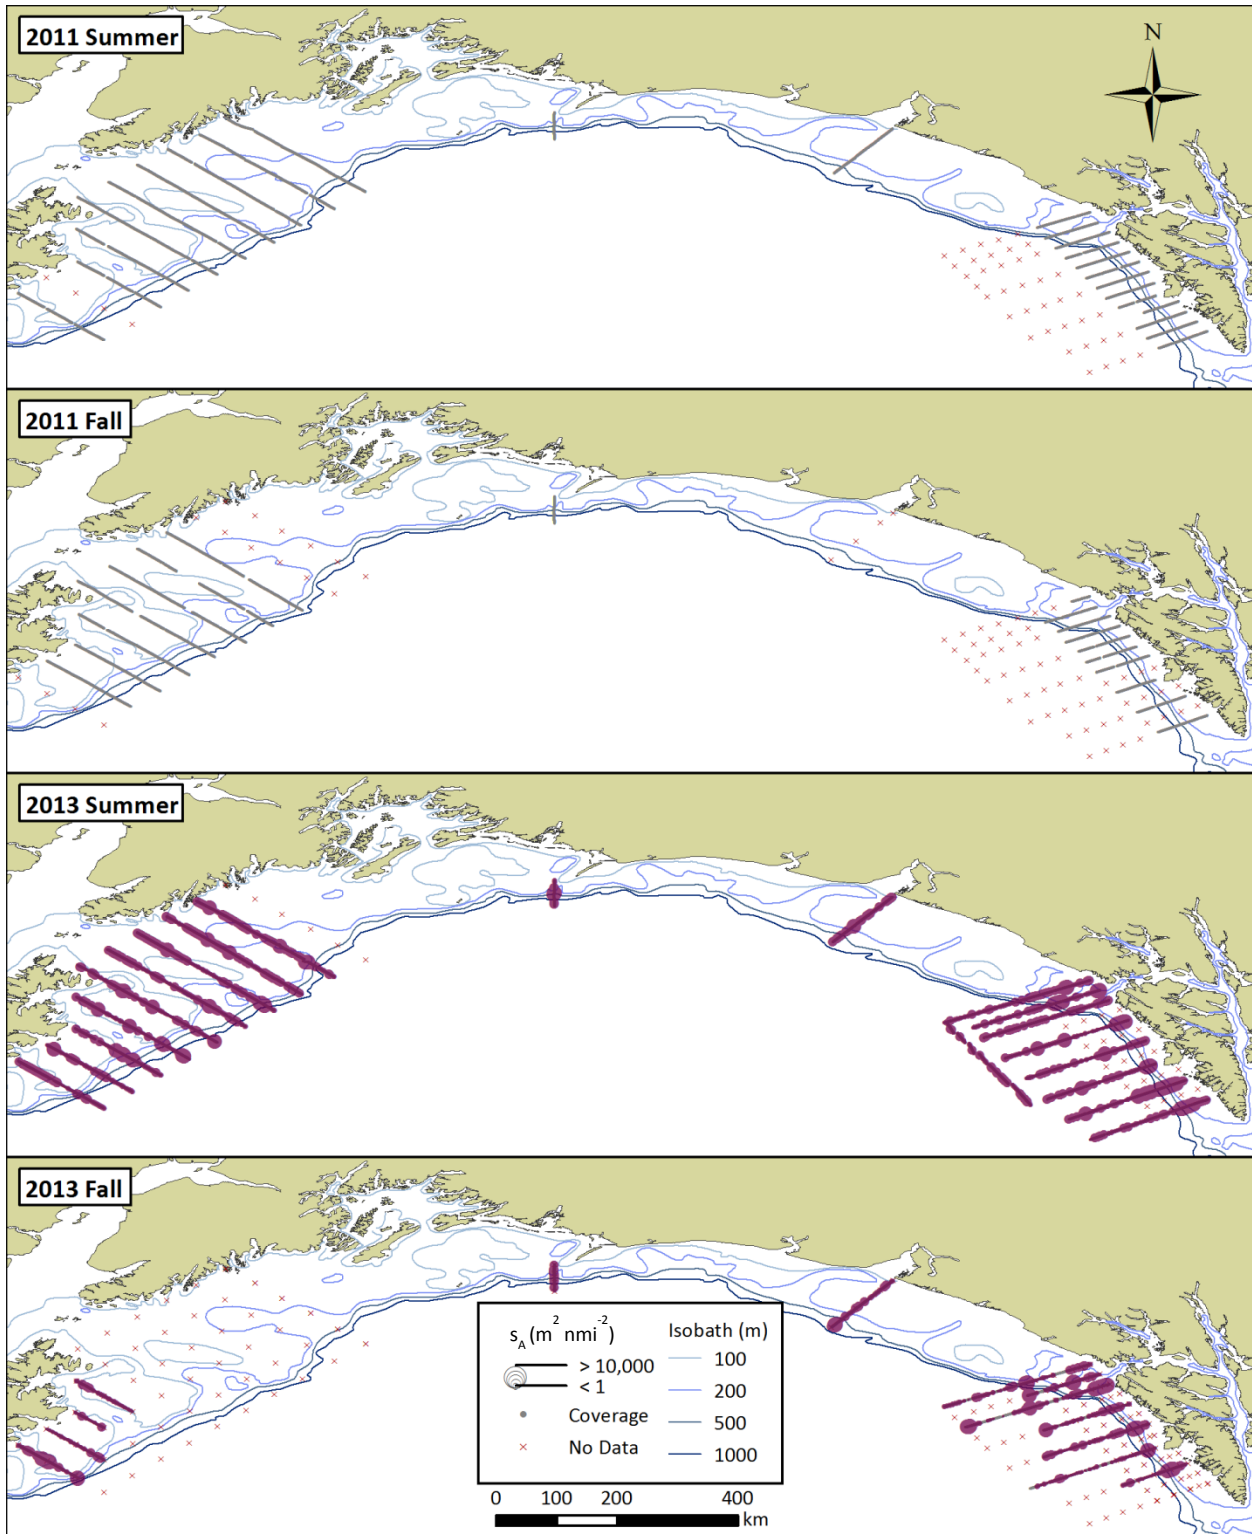 2011 Summer
N
2011 Fall
2013 Summer
2013 Fall
s_A (m² nmi⁻²)
> 10,000
< 1
Coverage
No Data
Isobath (m)
100
200
500
1000
0 100 200 400
km